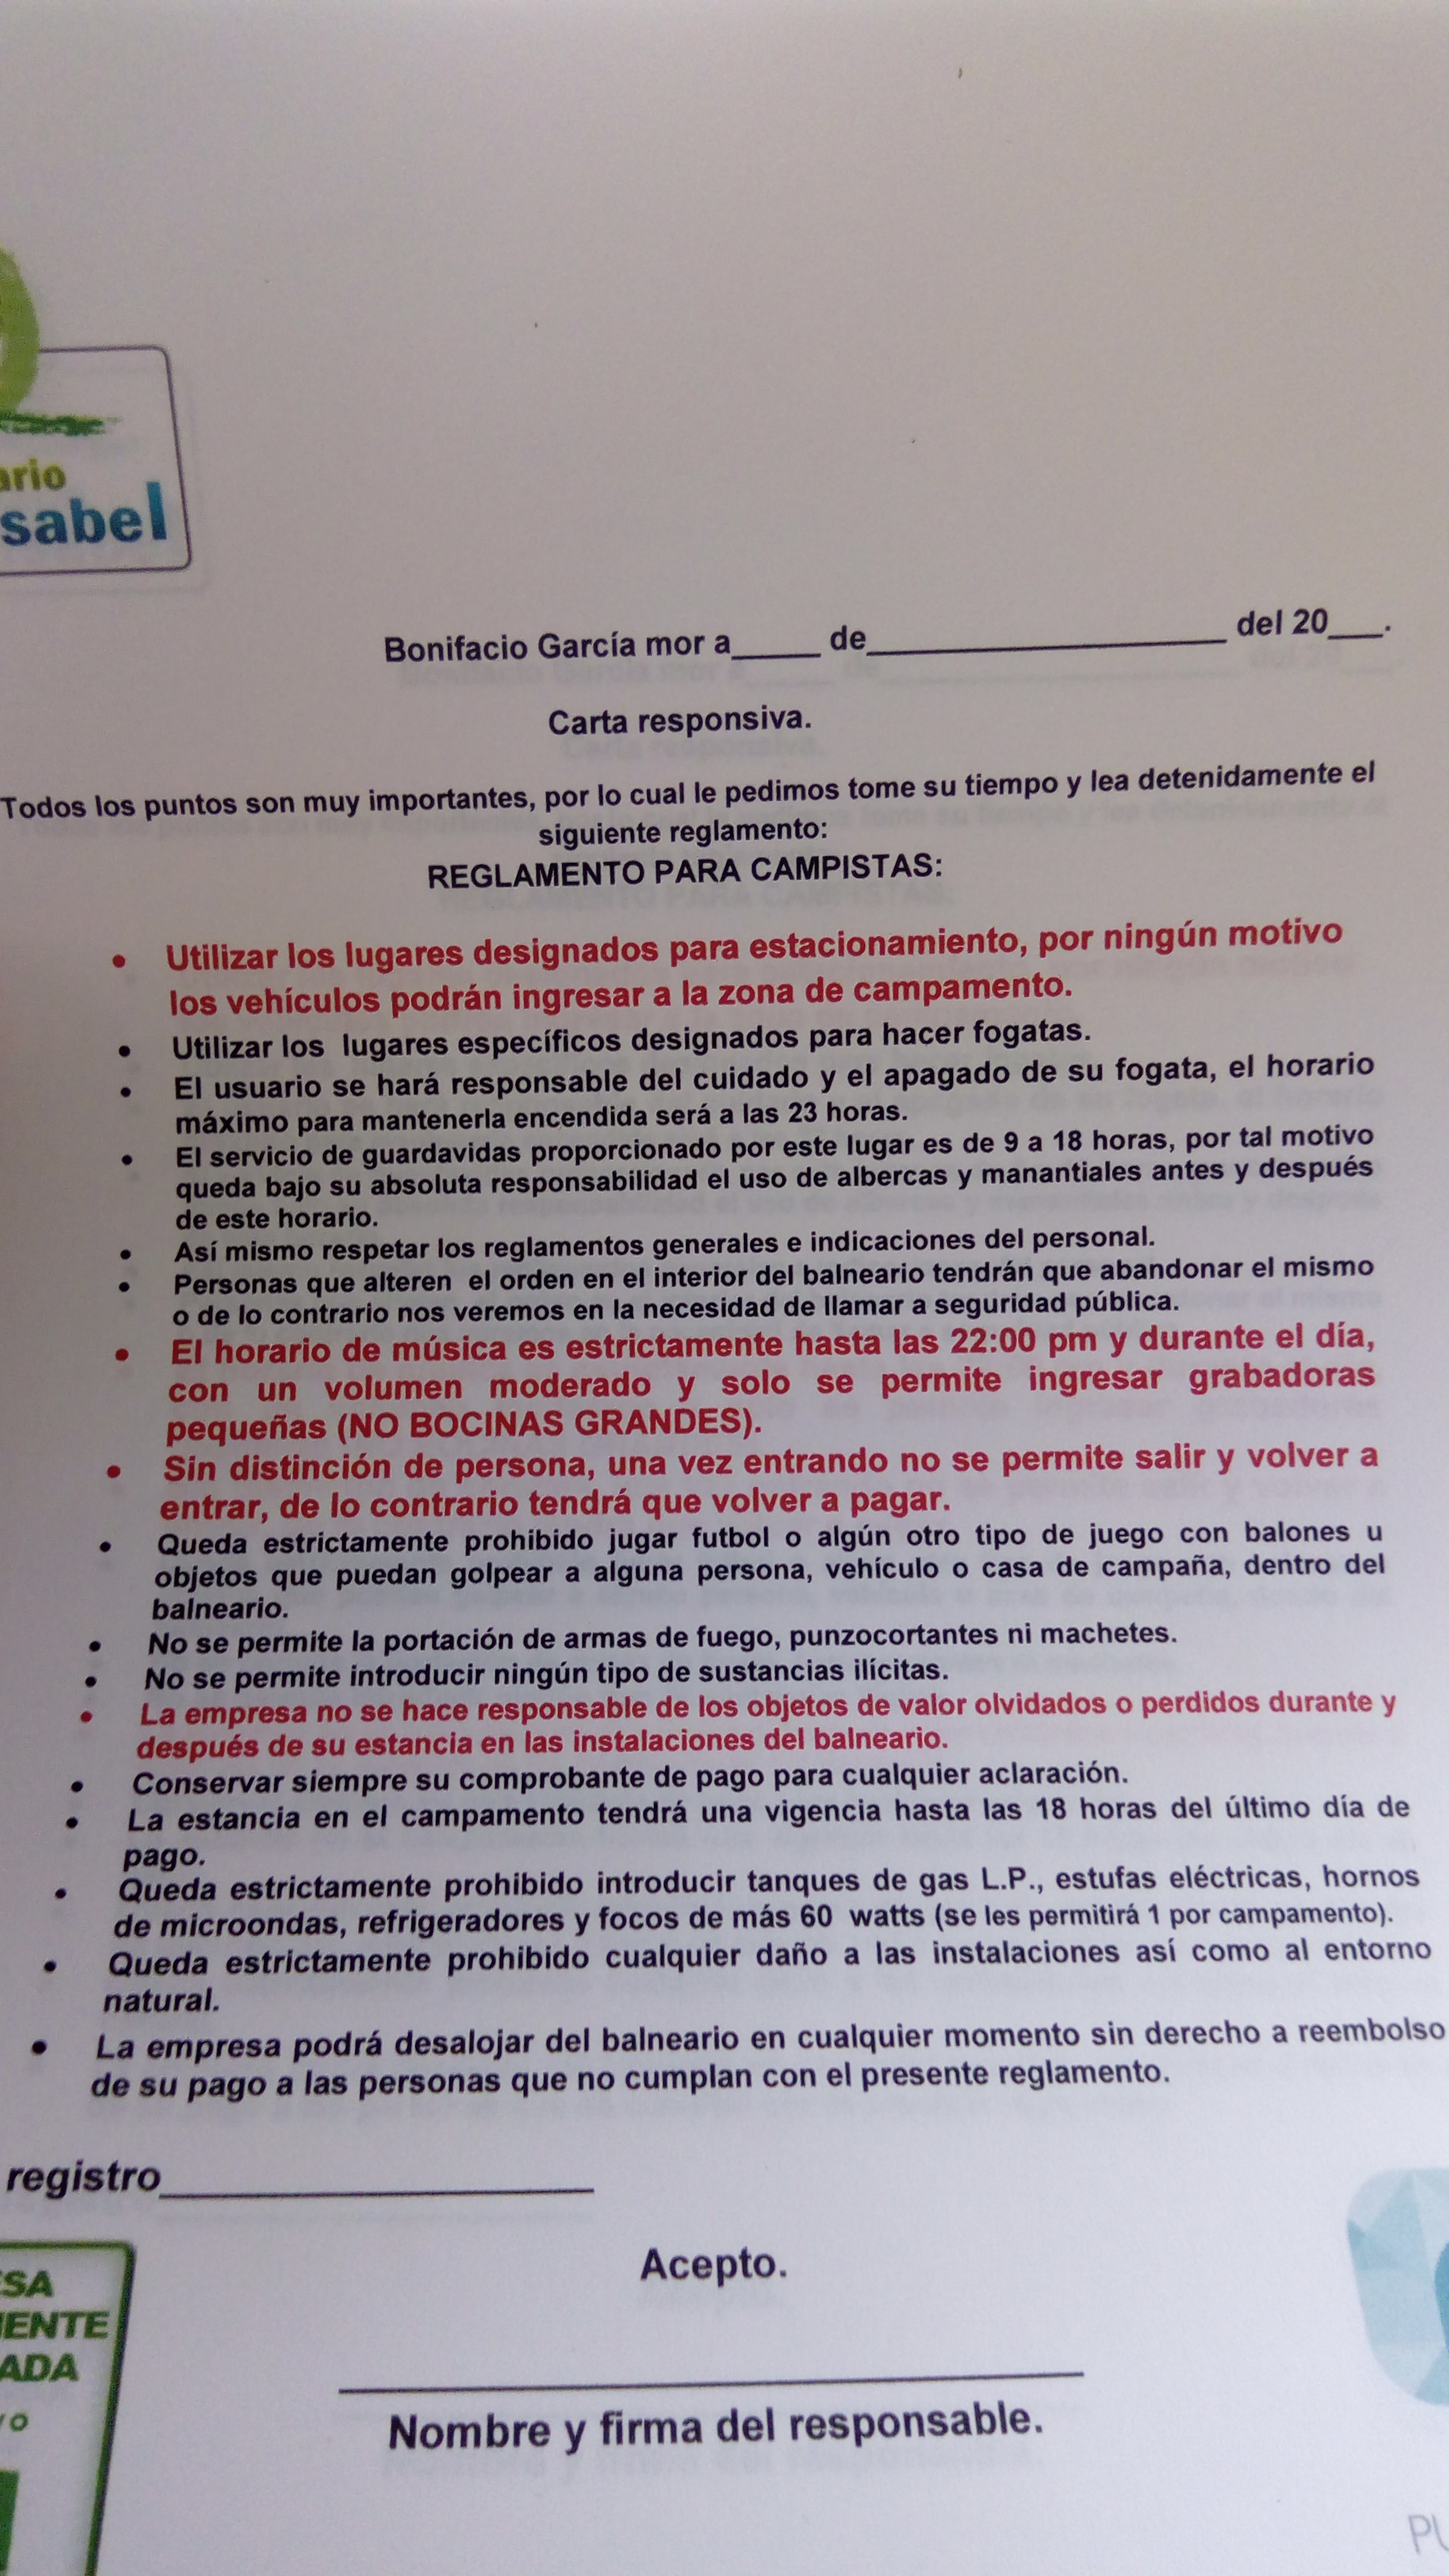 ario
sabel
Bonifacio García mor a_____ de____________________ del 20___.
Carta responsiva.
Todos los puntos son muy importantes, por lo cual le pedimos tome su tiempo y lea detenidamente el
siguiente reglamento:
REGLAMENTO PARA CAMPISTAS:
• Utilizar los lugares designados para estacionamiento, por ningún motivo
los vehículos podrán ingresar a la zona de campamento.
• Utilizar los lugares específicos designados para hacer fogatas.
• El usuario se hará responsable del cuidado y el apagado de su fogata, el horario
máximo para mantenerla encendida será a las 23 horas.
• El servicio de guardavidas proporcionado por este lugar es de 9 a 18 horas, por tal motivo
queda bajo su absoluta responsabilidad el uso de albercas y manantiales antes y después
de este horario.
• Así mismo respetar los reglamentos generales e indicaciones del personal.
• Personas que alteren el orden en el interior del balneario tendrán que abandonar el mismo
o de lo contrario nos veremos en la necesidad de llamar a seguridad pública.
• El horario de música es estrictamente hasta las 22:00 pm y durante el día,
con un volumen moderado y solo se permite ingresar grabadoras
pequeñas (NO BOCINAS GRANDES).
• Sin distinción de persona, una vez entrando no se permite salir y volver a
entrar, de lo contrario tendrá que volver a pagar.
• Queda estrictamente prohibido jugar futbol o algún otro tipo de juego con balones u
objetos que puedan golpear a alguna persona, vehículo o casa de campaña, dentro del
balneario.
• No se permite la portación de armas de fuego, punzocortantes ni machetes.
• No se permite introducir ningún tipo de sustancias ilícitas.
• La empresa no se hace responsable de los objetos de valor olvidados o perdidos durante y
después de su estancia en las instalaciones del balneario.
• Conservar siempre su comprobante de pago para cualquier aclaración.
• La estancia en el campamento tendrá una vigencia hasta las 18 horas del último día de
pago.
• Queda estrictamente prohibido introducir tanques de gas L.P., estufas eléctricas, hornos
de microondas, refrigeradores y focos de más 60 watts (se les permitirá 1 por campamento).
• Queda estrictamente prohibido cualquier daño a las instalaciones así como al entorno
natural.
• La empresa podrá desalojar del balneario en cualquier momento sin derecho a reembolso
de su pago a las personas que no cumplan con el presente reglamento.
registro____________________
Acepto.
Nombre y firma del responsable.
SA
ENTE
ADA
O
PU